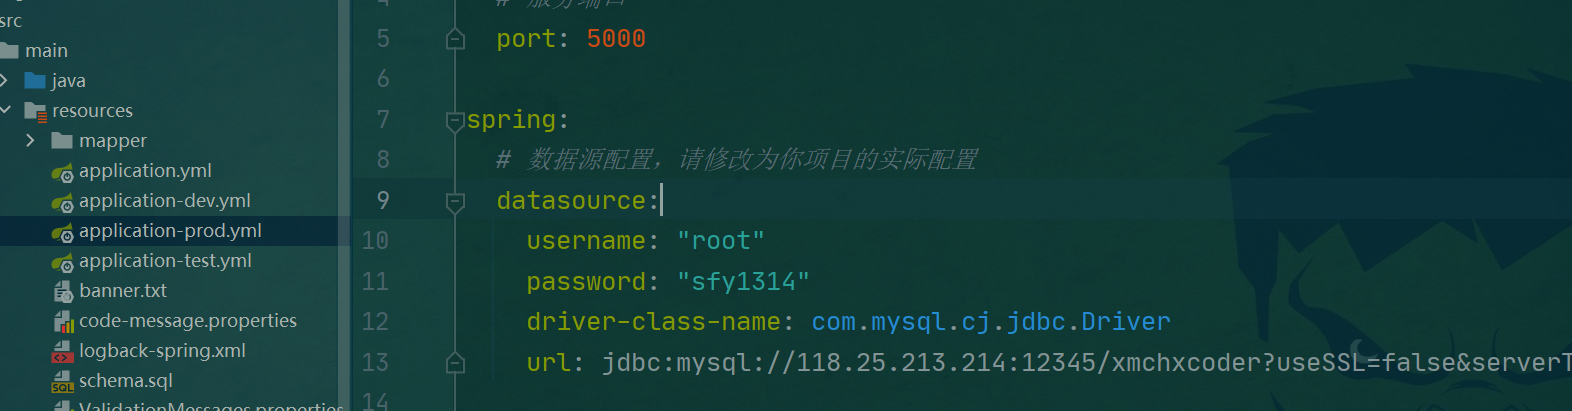 src
main
java
resources
mapper
application.yml
application-dev.yml
application-prod.yml
application-test.yml
banner.txt
code-message.properties
logback-spring.xml
schema.sql
ValidationMessages.properties
4 # 服务端口
5 port: 5000
6
7 spring:
8 # 数据源配置，请修改为你项目的实际配置
9 datasource:
10 username: "root"
11 password: "sfy1314"
12 driver-class-name: com.mysql.cj.jdbc.Driver
13 url: jdbc:mysql://118.25.213.214:12345/xmchxcoder?useSSL=false&serverT
14